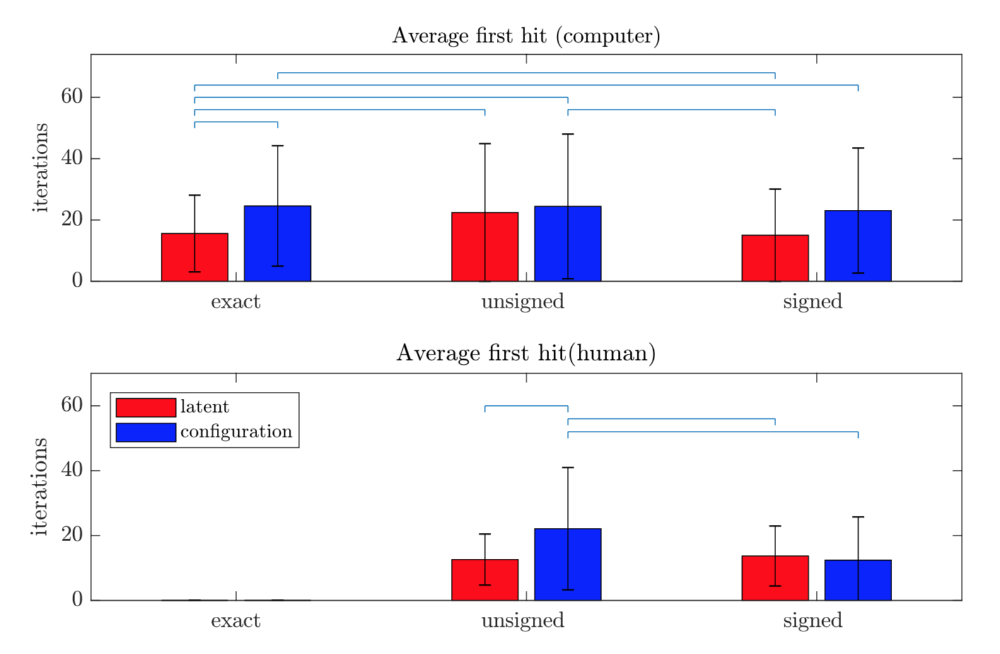 Average first hit (computer)
60
40
20
0
iterations
exact unsigned signed
Average first hit(human)
60
40
20
0
iterations
latent
configuration
exact unsigned signed